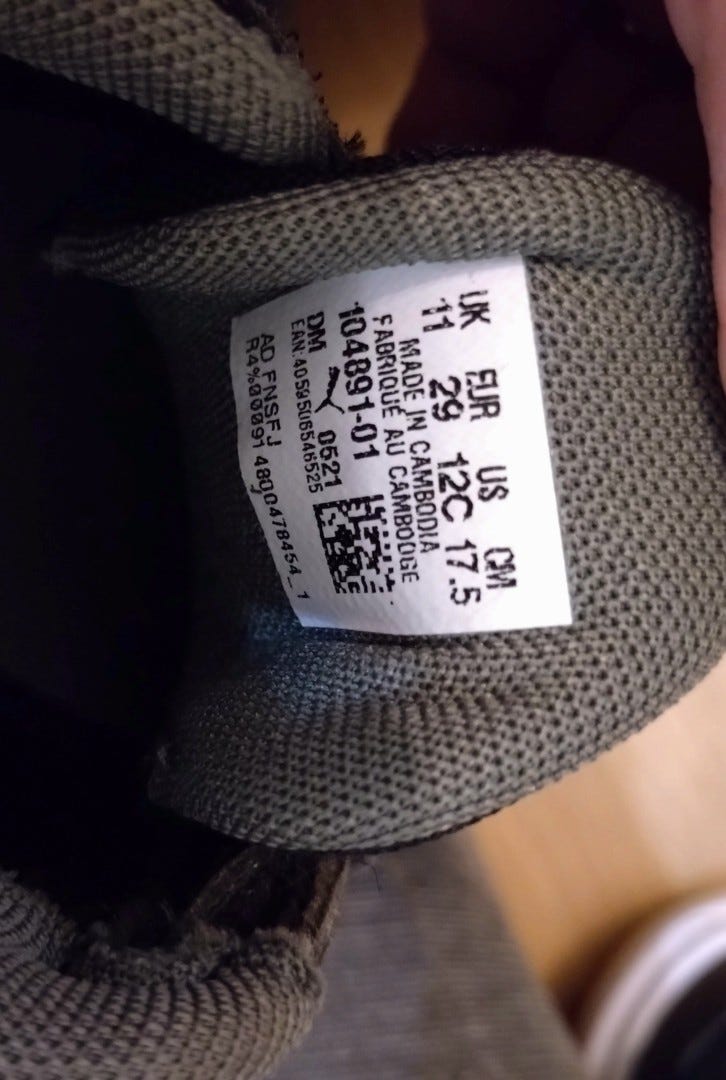 UK EUR US CM
11 29 12C 17.5
MADE IN CAMBODIA
FABRIQUÉ AU CAMBODGE
104891-01
DM 0521
EAN:4059506546525
AD FNSFJ
R4%00091 4800478454_1